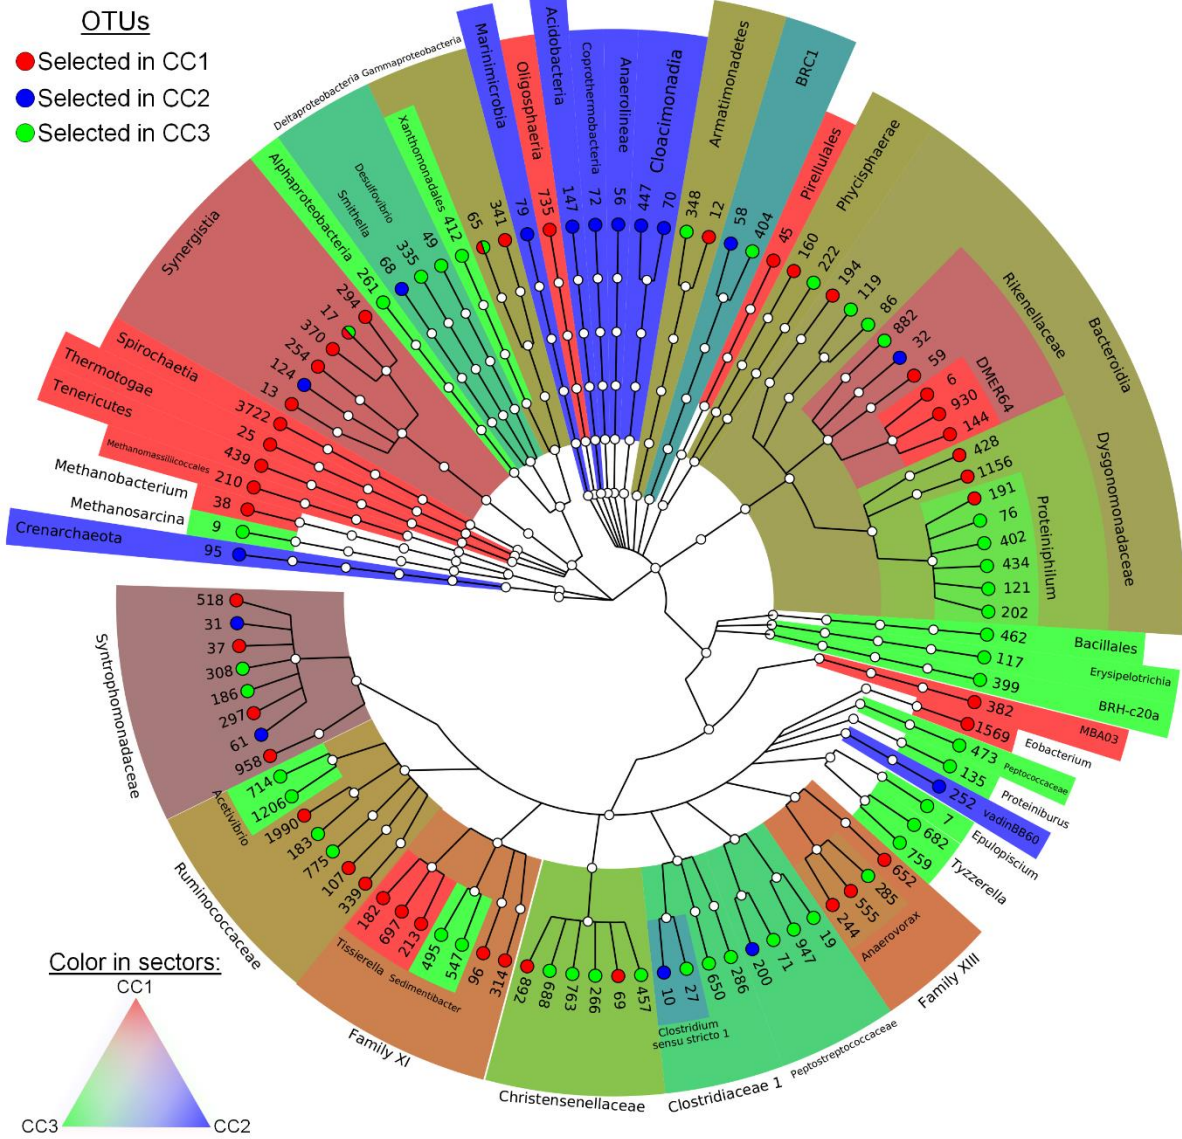 OTUs
Selected in CC1
Selected in CC2
Selected in CC3
Crenarchaeota
95
Methanosarcina
9
Methanobacterium
38
Methanomassiliicoccales
210
Tenericutes
439
Thermotogae
25
Spirochaetia
3722
Synergistia
13
124
254
370
17
294
Alphaproteobacteria
261
Deltaproteobacteria
Smithella
68
Desulfovibrio
335
49
Gammaproteobacteria
Xanthomonadales
412
65
341
Marinimicrobia
79
Oligosphaeria
735
Acidobacteria
147
Coprothermobacteria
72
Anaerolineae
56
Cloacimonadia
447
70
Armatimonadetes
348
12
BRC1
58
404
Pirellulales
45
Phycisphaerae
160
222
194
119
86
Bacteroidia
Rikenellaceae
882
32
59
DMER64
6
930
144
Dysgonomonadaceae
428
1156
Proteiniphilum
191
76
402
434
121
202
Bacillales
462
Erysipelotrichia
117
BRH-c20a
399
MBA03
382
Eobacterium
1569
Peptococcaceae
473
Proteiniburus
135
vadinBB60
252
Epulopiscium
7
Tyzzerella
682
759
Family XIII
652
Anaerovorax
285
555
244
Peptostreptococcaceae
19
947
71
Clostridiaceae 1
200
286
650
Clostridium
sensu stricto 1
27
10
Christensenellaceae
457
69
266
763
688
292
Family XI
314
96
Sedimentibacter
547
495
Tissierella
213
697
182
Ruminococcaceae
339
107
775
183
1990
Acetivibrio
1206
714
Syntrophomonadaceae
958
61
297
186
308
37
31
518
Color in sectors:
CC1
CC3
CC2